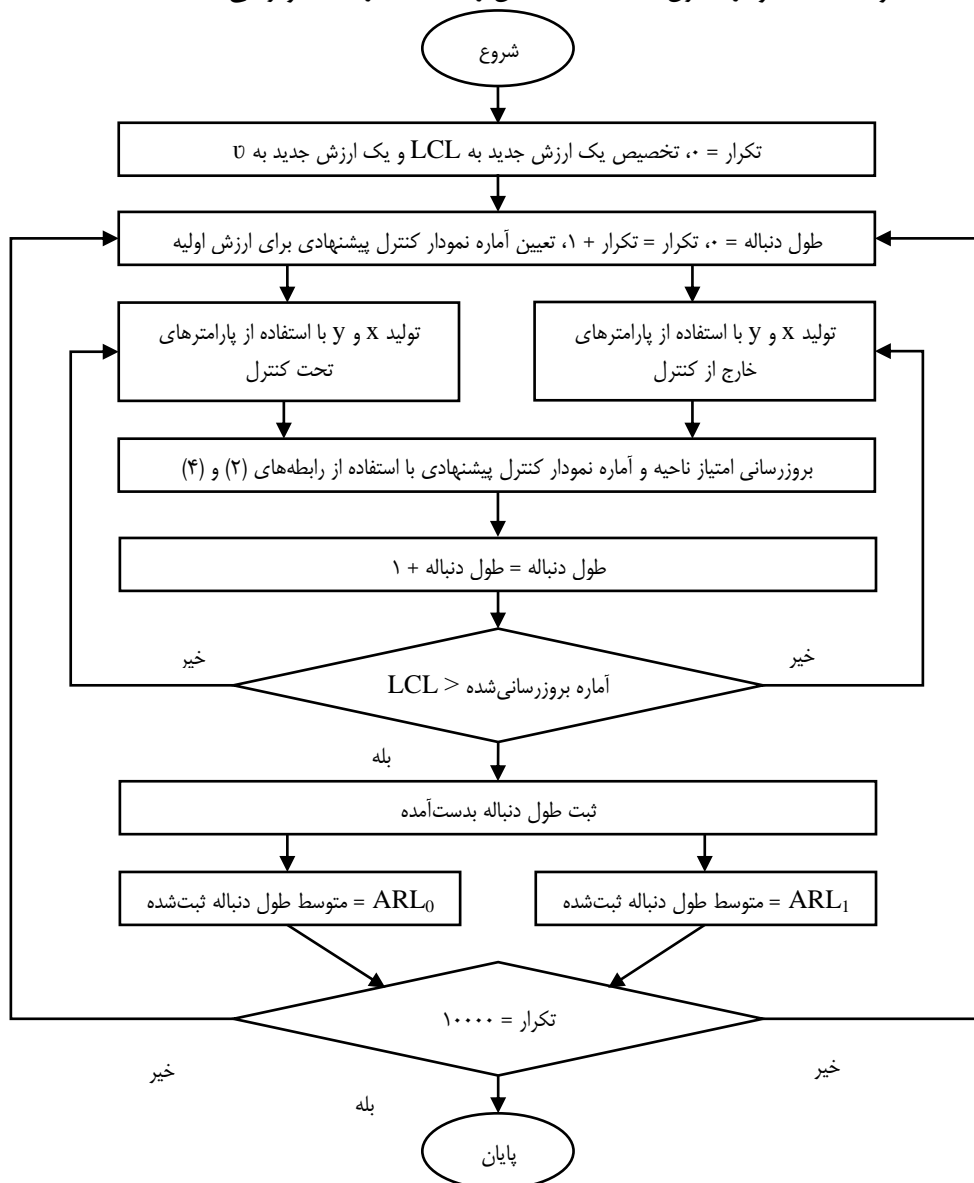 شروع
تکرار = ۰، تخصیص یک ارزش جدید به LCL و یک ارزش جدید به υ
طول دنباله = ۰، تکرار = تکرار + ۱، تعیین آماره نمودار کنترل پیشنهادی برای ارزش اولیه
تولید x و y با استفاده از پارامترهای
خارج از کنترل
تولید x و y با استفاده از پارامترهای
تحت کنترل
بروزرسانی امتیاز ناحیه و آماره نمودار کنترل پیشنهادی با استفاده از رابطه‌های (۲) و (۴)
طول دنباله = طول دنباله + ۱
خیر
خیر
آماره بروزرسانی‌شده < LCL
بله
ثبت طول دنباله بدست‌آمده
ARL₁ = متوسط طول دنباله ثبت‌شده
ARL₀ = متوسط طول دنباله ثبت‌شده
تکرار = ۱۰۰۰۰
خیر
خیر
بله
پایان